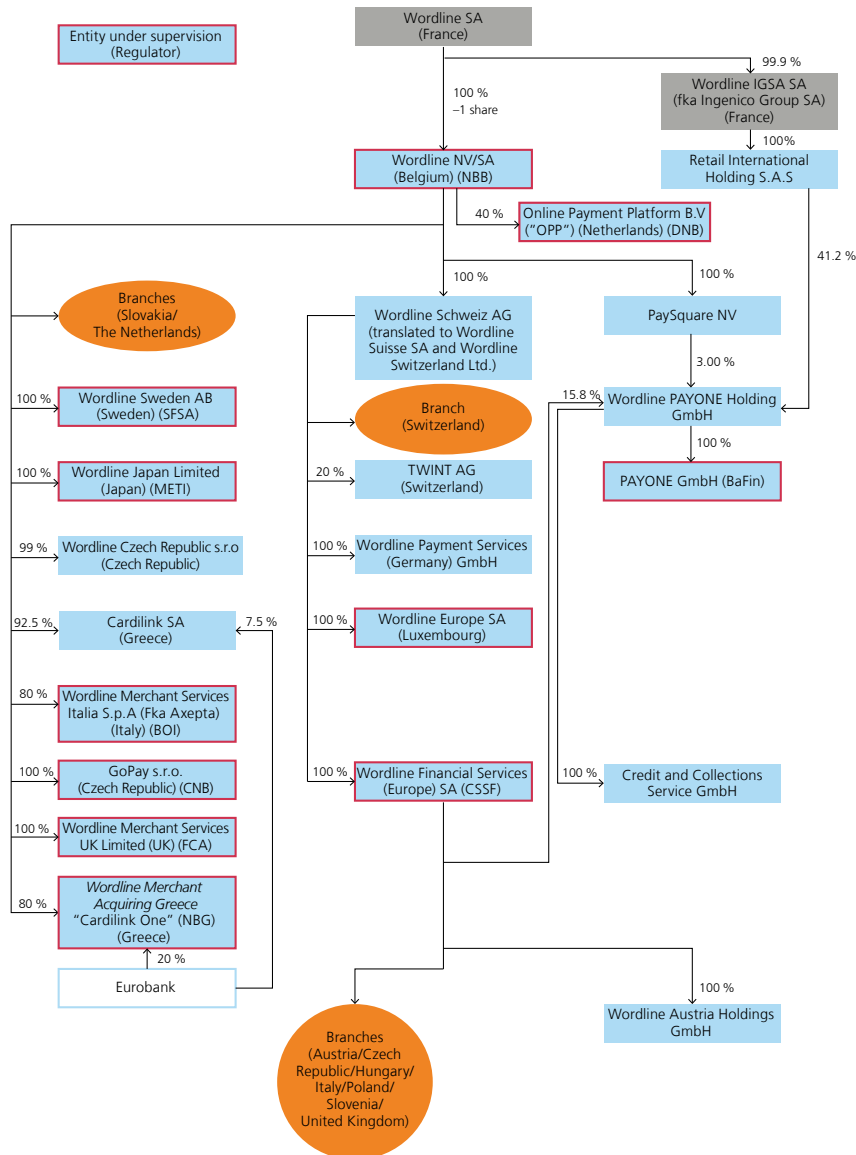 Wordline SA
(France)
Entity under supervision
(Regulator)
99.9 %
100 %
–1 share
Wordline IGSA SA
(fka Ingenico Group SA)
(France)
100%
Wordline NV/SA
(Belgium) (NBB)
Retail International
Holding S.A.S
40 %
Online Payment Platform B.V
(“OPP”) (Netherlands) (DNB)
41.2 %
100 %
100 %
Branches
(Slovakia/
The Netherlands)
Wordline Schweiz AG
(translated to Wordline
Suisse SA and Wordline
Switzerland Ltd.)
PaySquare NV
3.00 %
100 %
Wordline Sweden AB
(Sweden) (SFSA)
Branch
(Switzerland)
15.8 %
Wordline PAYONE Holding
GmbH
100 %
100 %
Wordline Japan Limited
(Japan) (METI)
20 %
TWINT AG
(Switzerland)
PAYONE GmbH (BaFin)
99 %
Wordline Czech Republic s.r.o
(Czech Republic)
100 %
Wordline Payment Services
(Germany) GmbH
92.5 %
Cardilink SA
(Greece)
7.5 %
100 %
Wordline Europe SA
(Luxembourg)
80 %
Wordline Merchant Services
Italia S.p.A (Fka Axepta)
(Italy) (BOI)
100 %
GoPay s.r.o.
(Czech Republic) (CNB)
100 %
Wordline Financial Services
(Europe) SA (CSSF)
100 %
Credit and Collections
Service GmbH
100 %
Wordline Merchant Services
UK Limited (UK) (FCA)
80 %
Wordline Merchant
Acquiring Greece
“Cardilink One” (NBG)
(Greece)
20 %
Eurobank
100 %
Wordline Austria Holdings
GmbH
Branches
(Austria/Czech
Republic/Hungary/
Italy/Poland/
Slovenia/
United Kingdom)